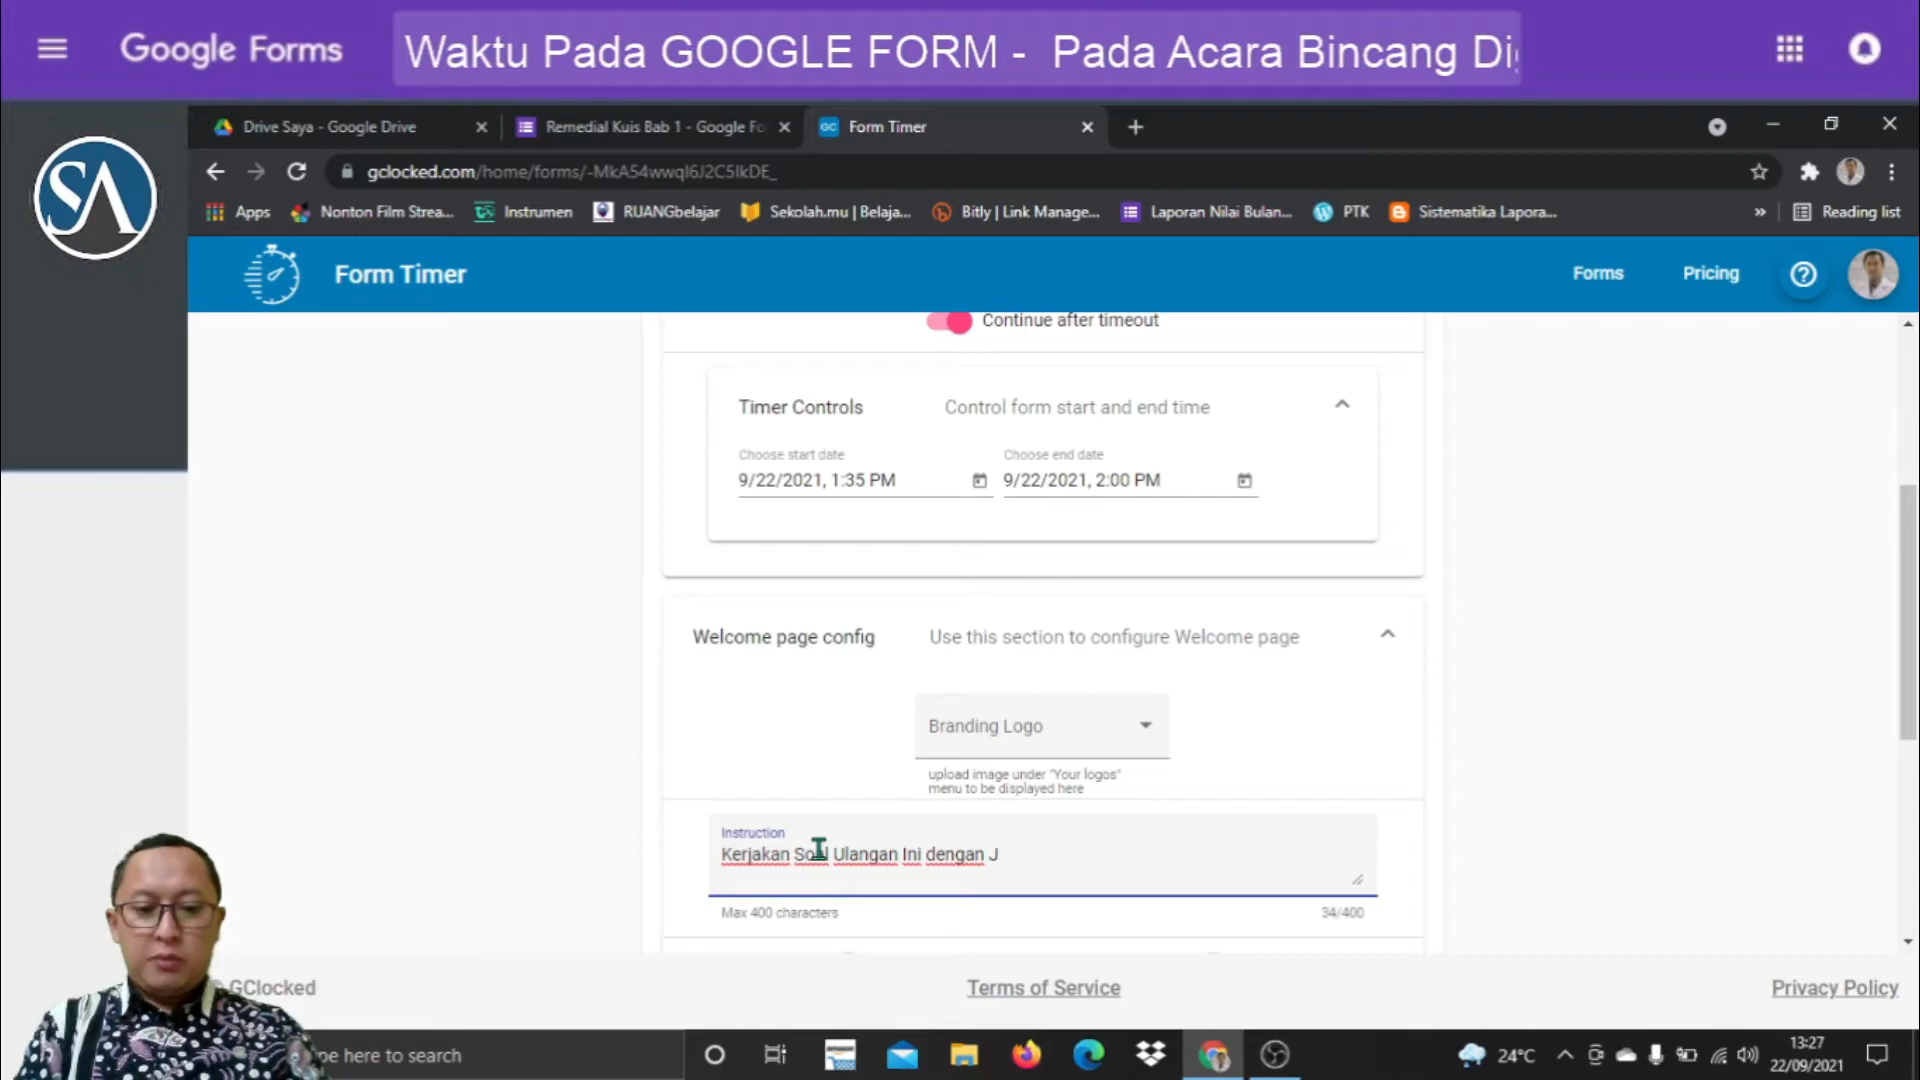 Google Forms
Waktu Pada GOOGLE FORM - Pada Acara Bincang Di
SA
Drive Saya - Google Drive
Remedial Kuis Bab 1 - Google Fo
GC Form Timer
gclocked.com/home/forms/-MkA54wwqI6J2C5IkDE_
Apps
Nonton Film Strea...
Instrumen
RUANGbelajar
Sekolah.mu | Belaja...
Bitly | Link Manage...
Laporan Nilai Bulan...
PTK
Sistematika Lapora...
»
Reading list
Form Timer
Forms
Pricing
Continue after timeout
Timer Controls
Control form start and end time
Choose start date
Choose end date
9/22/2021, 1:35 PM
9/22/2021, 2:00 PM
Welcome page config
Use this section to configure Welcome page
Branding Logo
upload image under "Your logos"
menu to be displayed here
Instruction
Kerjakan Soal Ulangan Ini dengan J
Max 400 characters
34/400
GClocked
Terms of Service
Privacy Policy
pe here to search
24°C
13:27
22/09/2021